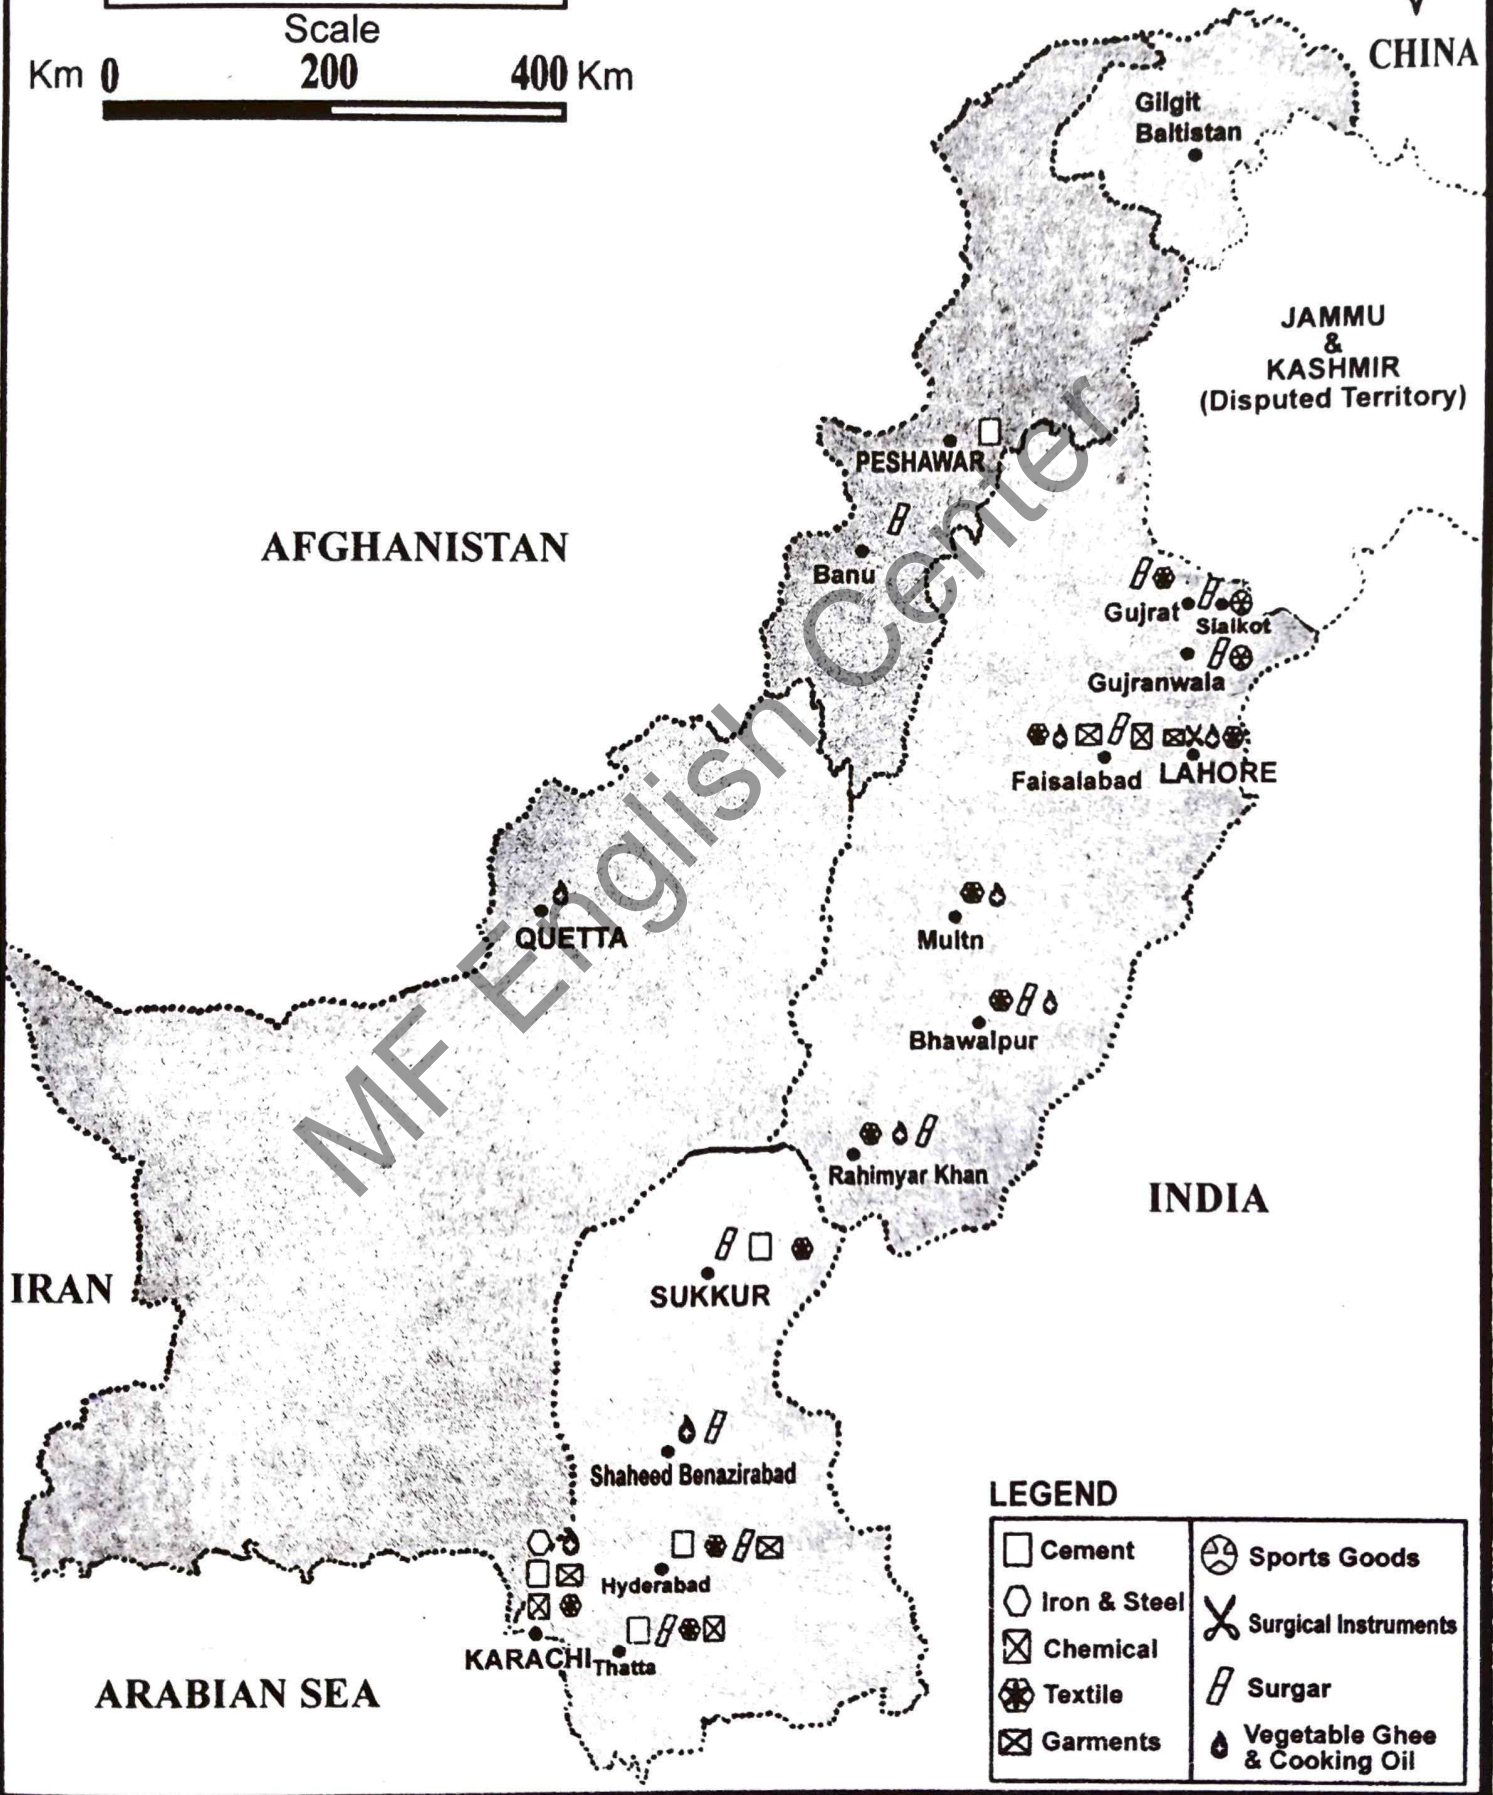 Scale
Km 0 200 400 Km
CHINA
Gilgit
Baltistan
JAMMU
&
KASHMIR
(Disputed Territory)
PESHAWAR
AFGHANISTAN
Banu
Gujrat
Sialkot
Gujranwala
Faisalabad
LAHORE
QUETTA
Multn
Bhawalpur
Rahimyar Khan
INDIA
SUKKUR
IRAN
Shaheed Benazirabad
Hyderabad
KARACHI
Thatta
ARABIAN SEA
MF English Center
LEGEND
Cement
Iron & Steel
Chemical
Textile
Garments
Sports Goods
Surgical Instruments
Surgar
Vegetable Ghee
& Cooking Oil